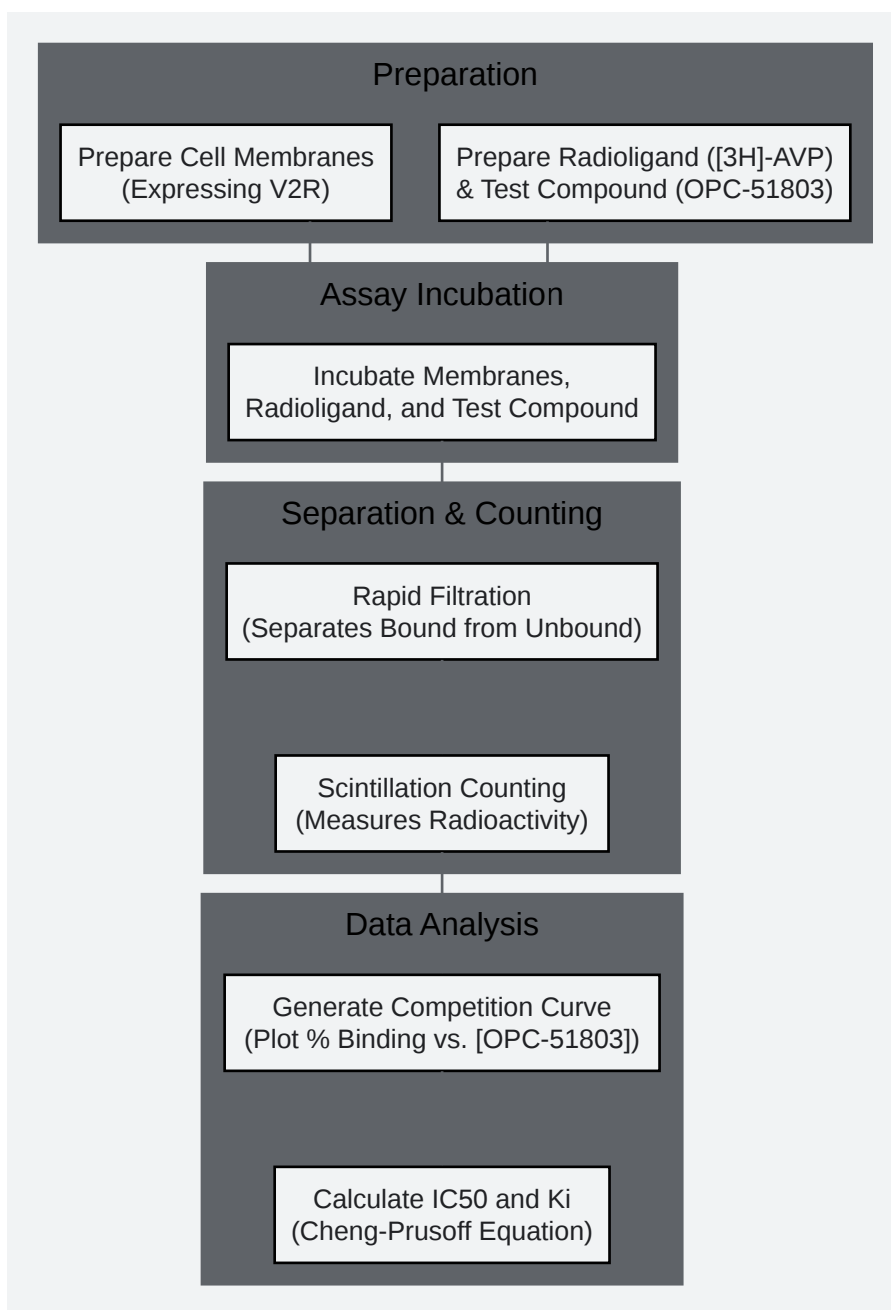 Preparation
Prepare Cell Membranes
(Expressing V2R)
Prepare Radioligand ([3H]-AVP)
& Test Compound (OPC-51803)
Assay Incubation
Incubate Membranes,
Radioligand, and Test Compound
Separation & Counting
Rapid Filtration
(Separates Bound from Unbound)
Scintillation Counting
(Measures Radioactivity)
Data Analysis
Generate Competition Curve
(Plot % Binding vs. [OPC-51803])
Calculate IC50 and Ki
(Cheng-Prusoff Equation)